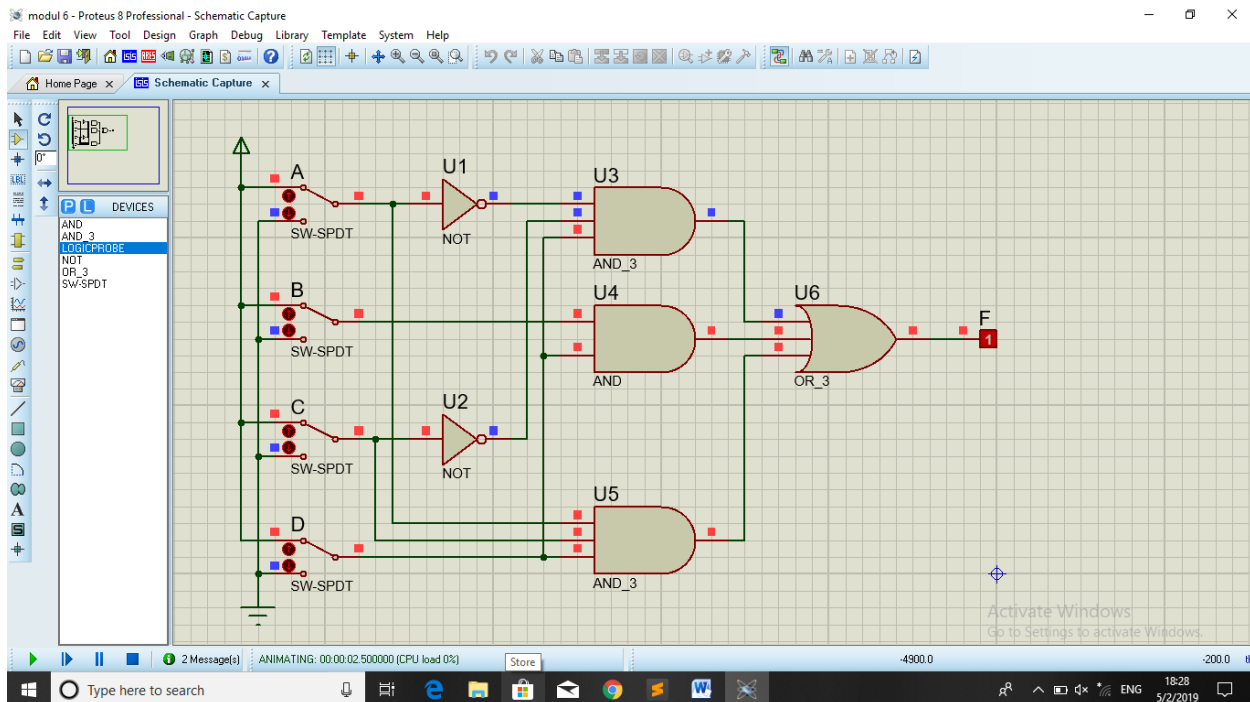 modul 6 - Proteus 8 Professional - Schematic Capture
File Edit View Tool Design Graph Debug Library Template System Help
Home Page x Schematic Capture x
0°
LBL
P L DEVICES
AND
AND_3
LOGICPROBE
NOT
OR_3
SW-SPDT
A
SW-SPDT
B
SW-SPDT
C
SW-SPDT
D
SW-SPDT
U1
NOT
U2
NOT
U3
AND_3
U4
AND
U5
AND_3
U6
OR_3
F
1
A
S
Activate Windows
Go to Settings to activate Windows.
2 Message(s) ANIMATING: 00:00:02.500000 (CPU load 0%) -4900.0 -200.0
Store
Type here to search
ENG
18:28
5/2/2019